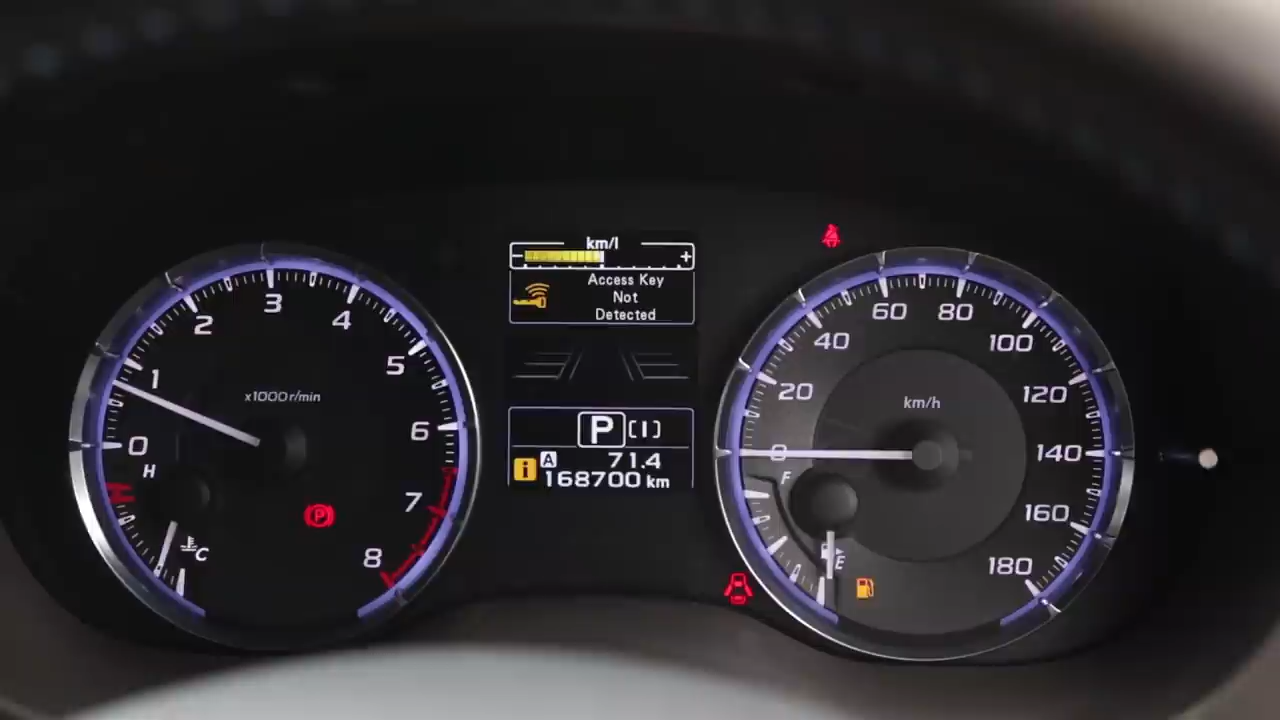 km/l
- +
Access Key
Not
Detected
P [I]
i A 71.4
168700 km
0
1
2
3
4
5
6
7
8
x1000r/min
H
C
P
0
20
40
60
80
100
120
140
160
180
km/h
F
E